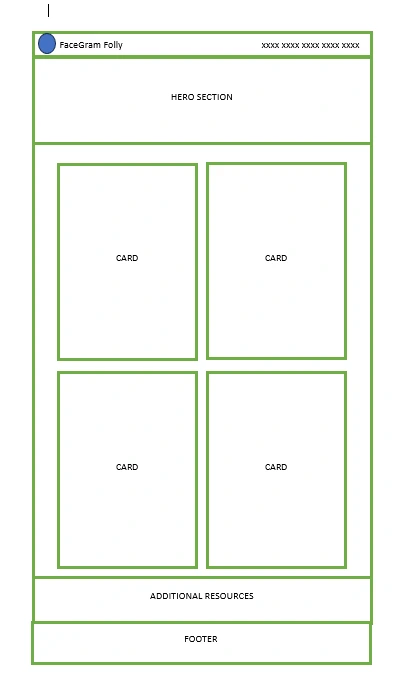 FaceGram Folly xxxx xxxx xxxx xxxx xxxx
HERO SECTION
CARD CARD
CARD CARD
ADDITIONAL RESOURCES
FOOTER